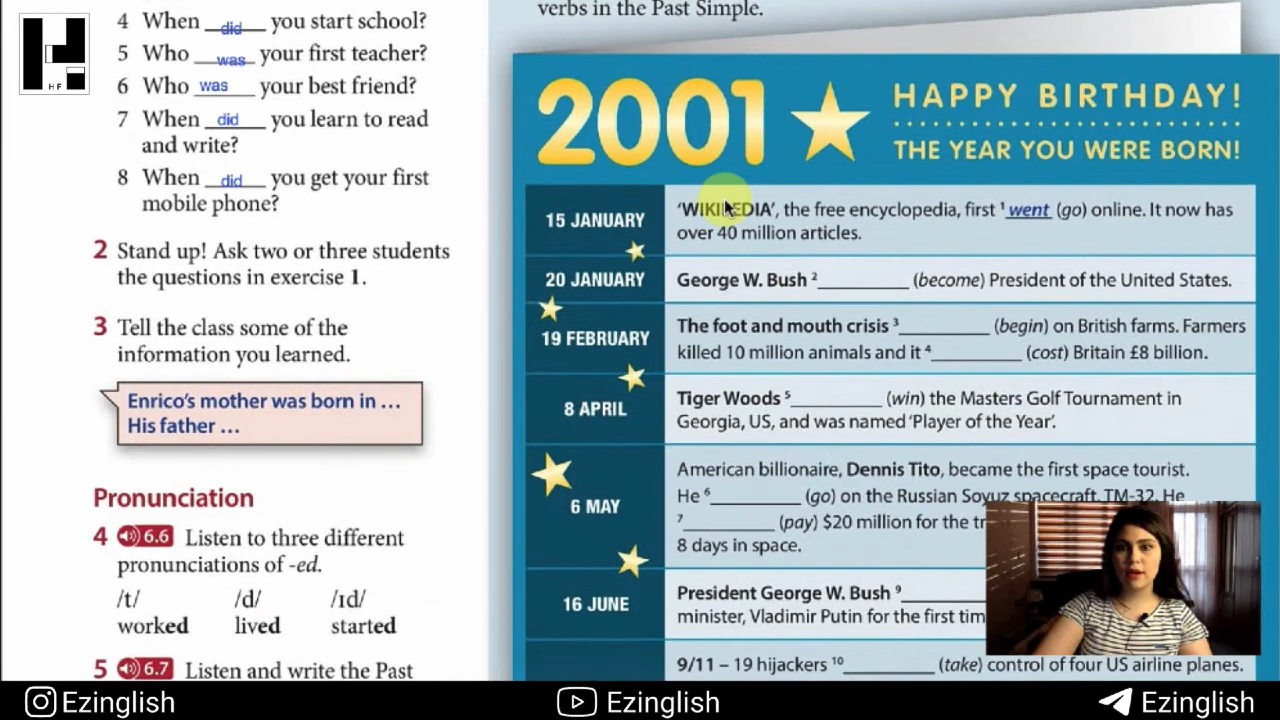 verbs in the Past Simple.
4 When did you start school?
5 Who was your first teacher?
6 Who was your best friend?
7 When did you learn to read
and write?
8 When did you get your first
mobile phone?
2 Stand up! Ask two or three students
the questions in exercise 1.
3 Tell the class some of the
information you learned.
Enrico's mother was born in …
His father …
Pronunciation
4 6.6 Listen to three different
pronunciations of -ed.
/t/ /d/ /ɪd/
worked lived started
5 6.7 Listen and write the Past
HF
2001 HAPPY BIRTHDAY!
THE YEAR YOU WERE BORN!
15 JANUARY
'WIKIPEDIA', the free encyclopedia, first ¹ went (go) online. It now has
over 40 million articles.
20 JANUARY
George W. Bush ²__________ (become) President of the United States.
19 FEBRUARY
The foot and mouth crisis ³__________ (begin) on British farms. Farmers
killed 10 million animals and it ⁴__________ (cost) Britain £8 billion.
8 APRIL
Tiger Woods ⁵__________ (win) the Masters Golf Tournament in
Georgia, US, and was named 'Player of the Year'.
6 MAY
American billionaire, Dennis Tito, became the first space tourist.
He ⁶__________ (go) on the Russian Soyuz spacecraft, TM-32. He
⁷__________ (pay) $20 million for the
8 days in space.
16 JUNE
President George W. Bush ⁹__________
minister, Vladimir Putin for the first
9/11 – 19 hijackers ¹⁰__________ (take) control of four US airline planes.
Ezinglish Ezinglish Ezinglish